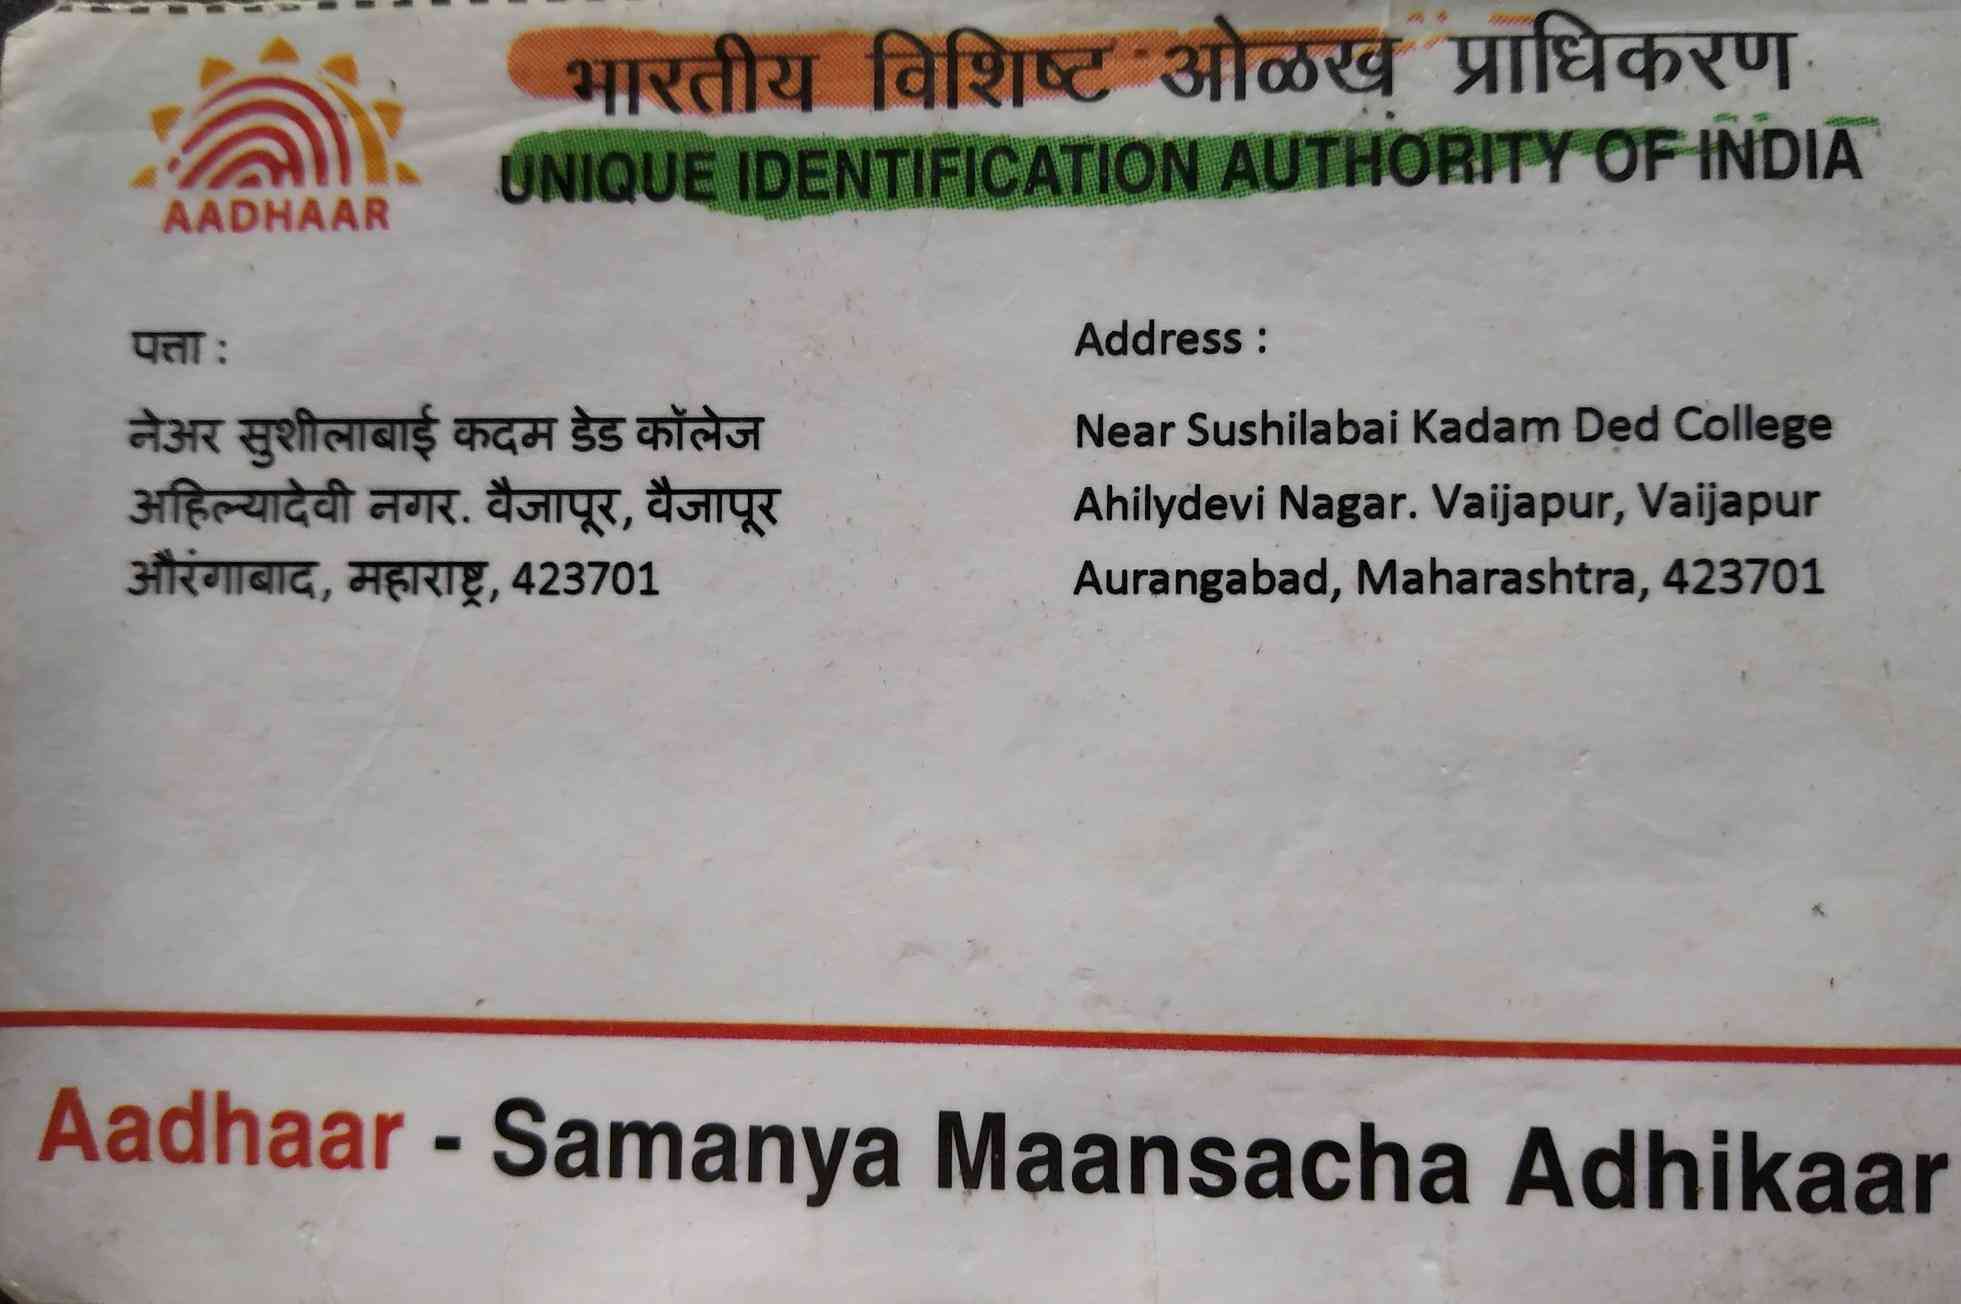 AADHAAR
भारतीय विशिष्ट ओळख प्राधिकरण
UNIQUE IDENTIFICATION AUTHORITY OF INDIA
पत्ता :
नेअर सुशीलाबाई कदम डेड कॉलेज
अहिल्यादेवी नगर. वैजापूर, वैजापूर
औरंगाबाद, महाराष्ट्र, 423701
Address :
Near Sushilabai Kadam Ded College
Ahilydevi Nagar. Vaijapur, Vaijapur
Aurangabad, Maharashtra, 423701
Aadhaar - Samanya Maansacha Adhikaar